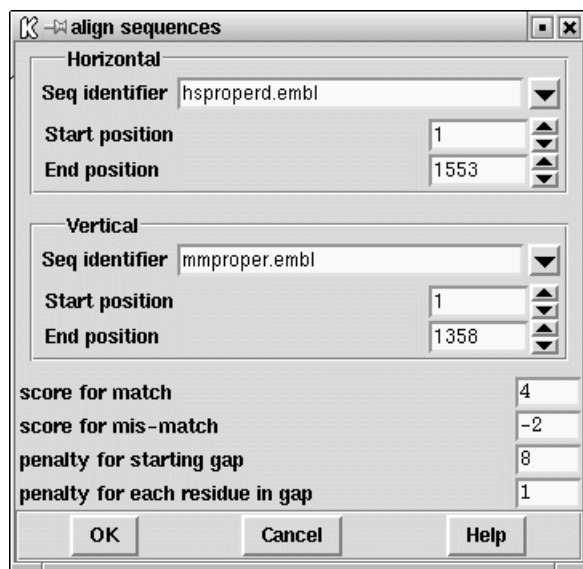 align sequences
Horizontal
Seq identifier hsproperd.embl
Start position 1
End position 1553
Vertical
Seq identifier mmproper.embl
Start position 1
End position 1358
score for match 4
score for mis-match -2
penalty for starting gap 8
penalty for each residue in gap 1
OK Cancel Help